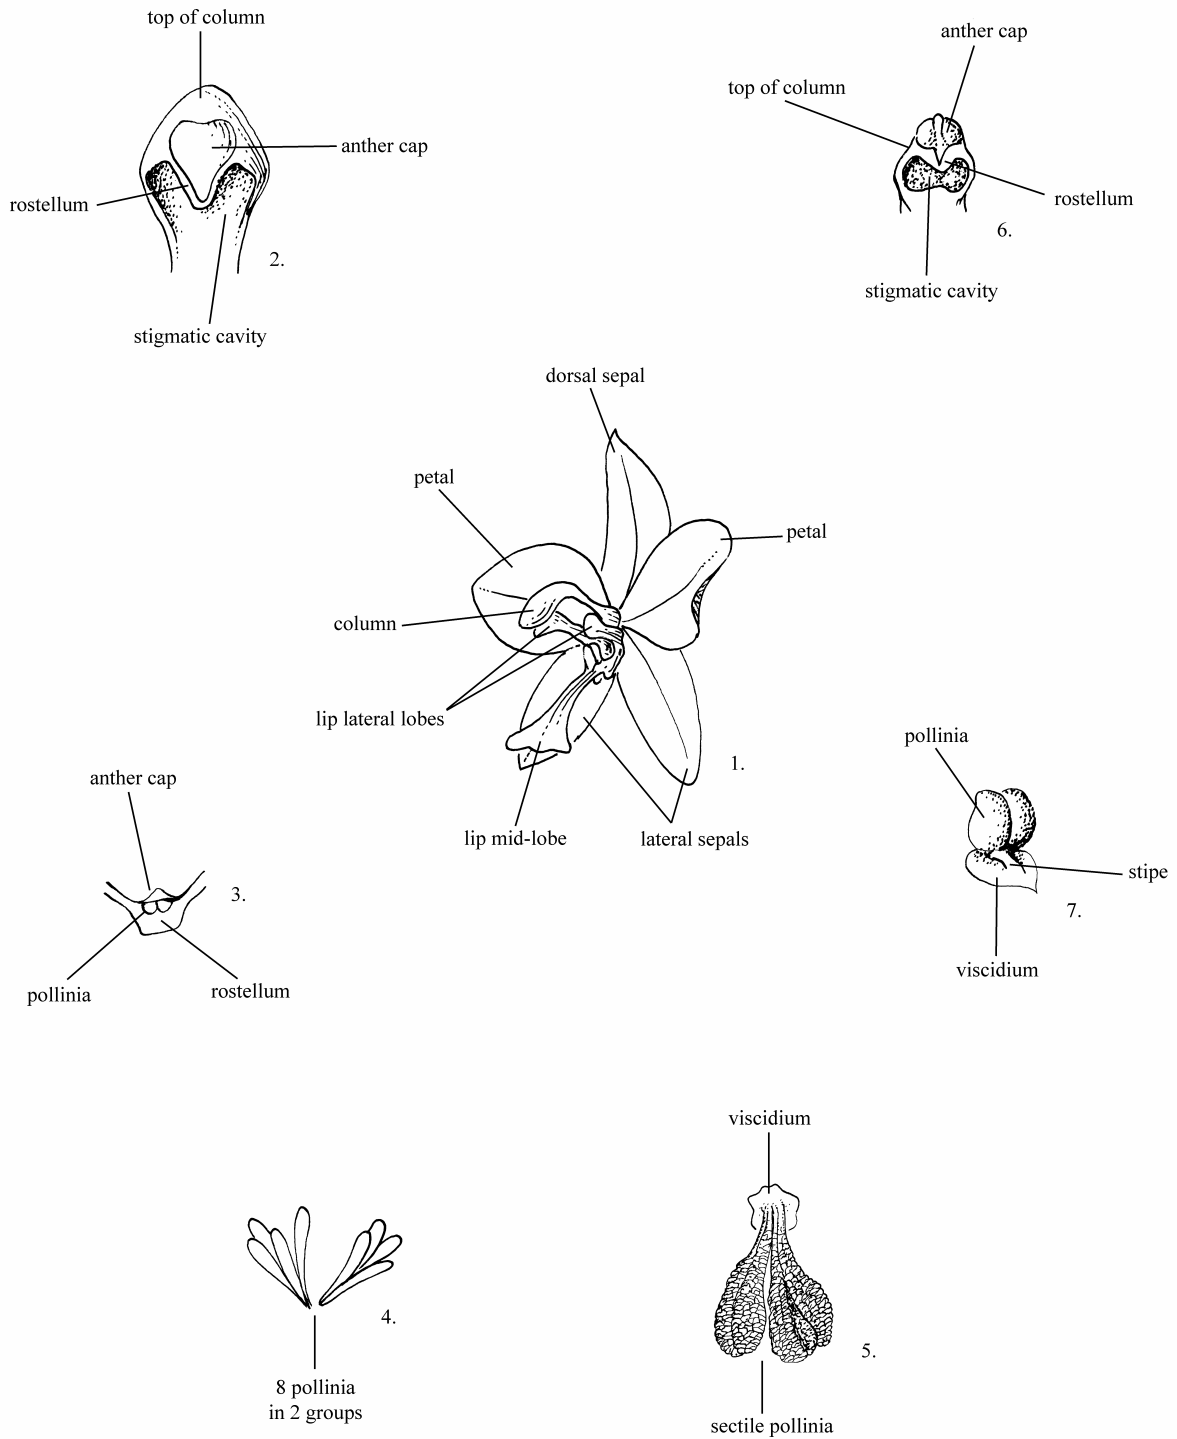 top of column
anther cap
rostellum
2.
stigmatic cavity
anther cap
top of column
rostellum
6.
stigmatic cavity
dorsal sepal
petal
petal
column
lip lateral lobes
1.
lip mid-lobe
lateral sepals
anther cap
3.
pollinia
rostellum
pollinia
stipe
7.
viscidium
4.
8 pollinia
in 2 groups
viscidium
5.
sectile pollinia